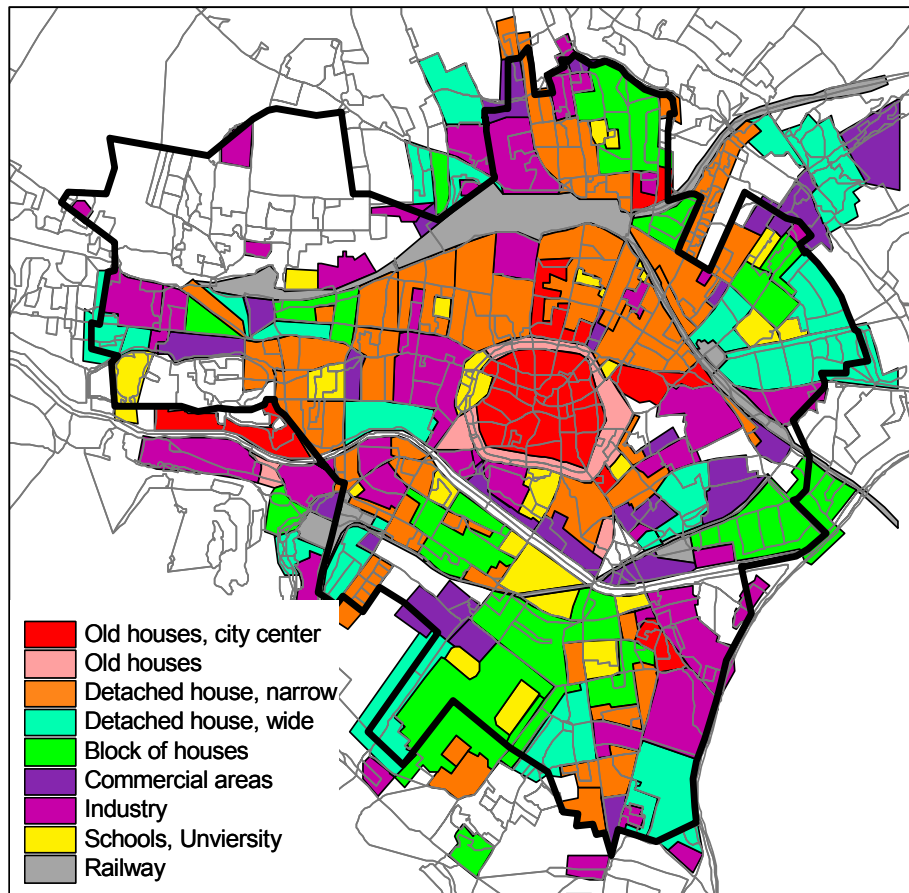 Old houses, city center
Old houses
Detached house, narrow
Detached house, wide
Block of houses
Commercial areas
Industry
Schools, Unviersity
Railway